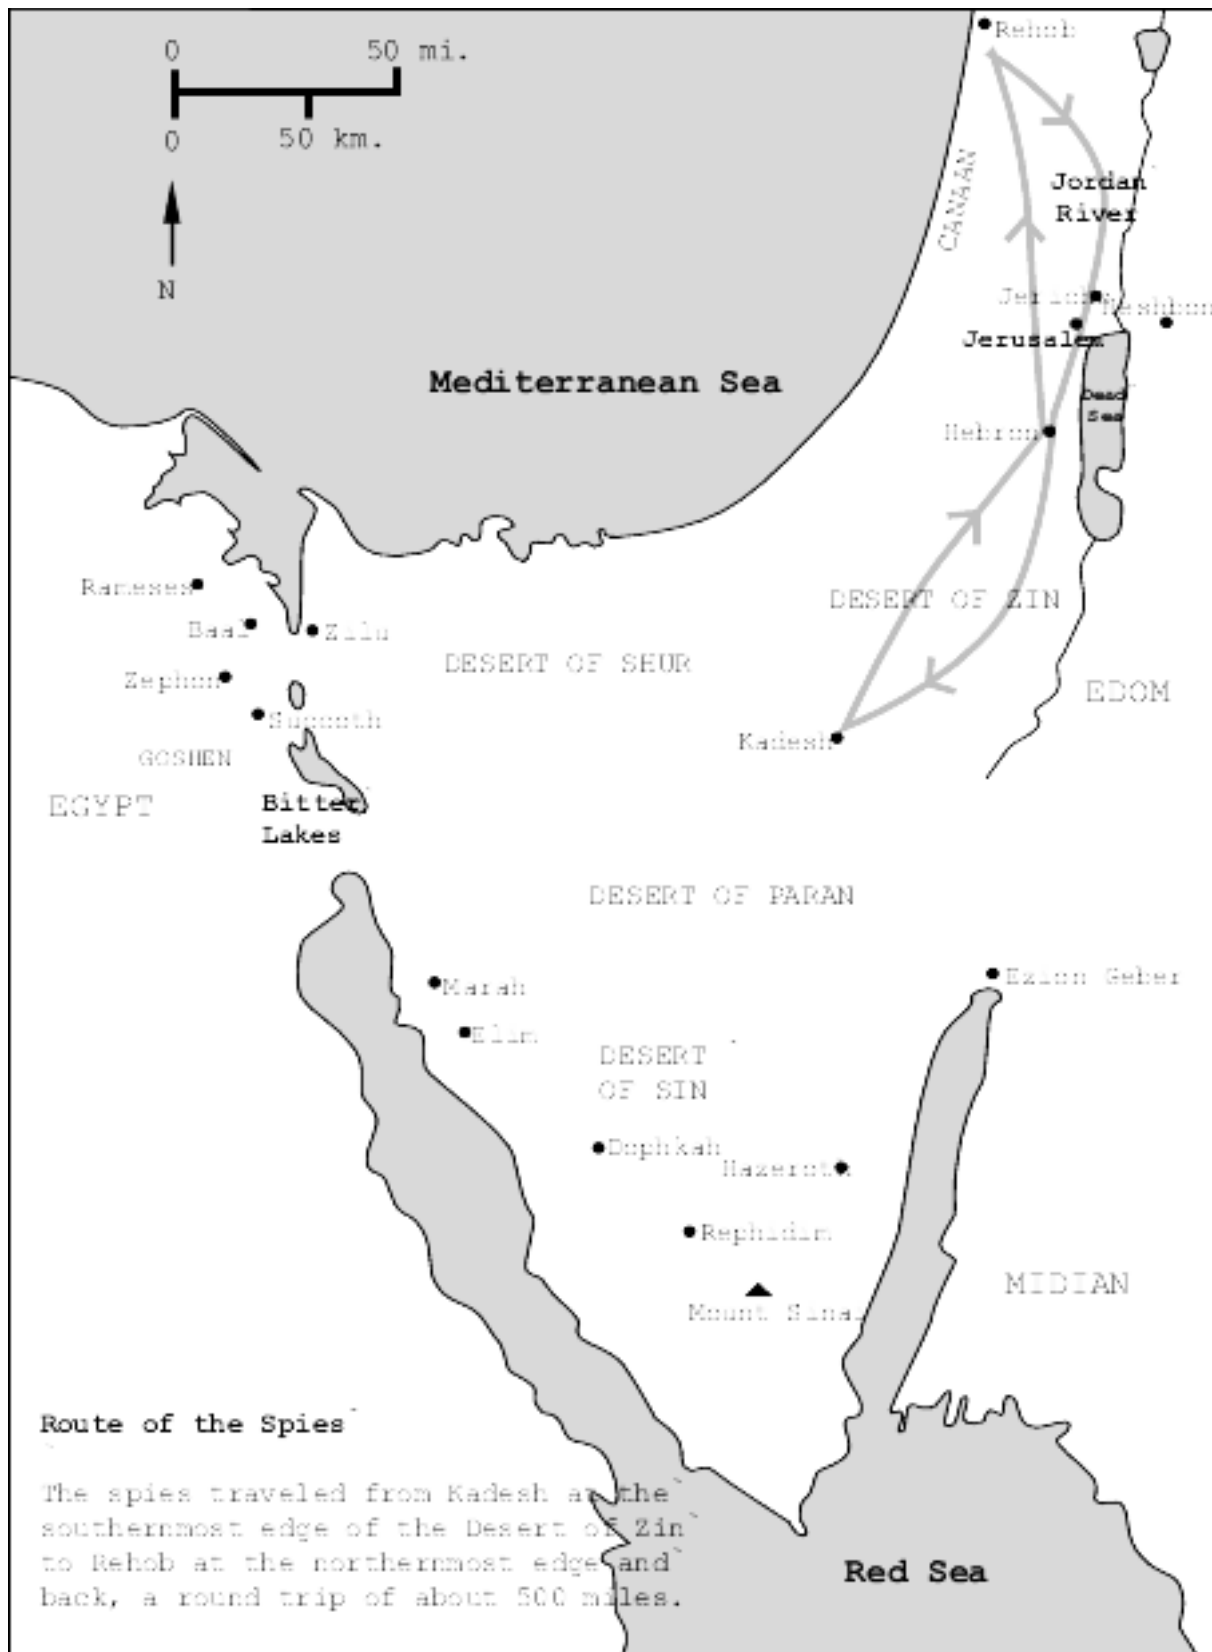 0 50 mi.
0 50 km.
N
Rehob
CANAAN
Jordan
River
Jericho
Heshbon
Jerusalem
Mediterranean Sea
Dead
Sea
Hebron
Rameses
Baal
Zilu
DESERT OF ZIN
DESERT OF SHUR
Zephon
EDOM
Succoth
Kadesh
GOSHEN
EGYPT
Bitter
Lakes
DESERT OF PARAN
Marah
Ezion Geber
Elim
DESERT
OF SIN
Dophkah
Hazeroth
Rephidim
MIDIAN
Mount Sinai
Route of the Spies
The spies traveled from Kadesh at the
southernmost edge of the Desert of Zin
to Rehob at the northernmost edge and
back, a round trip of about 500 miles.
Red Sea